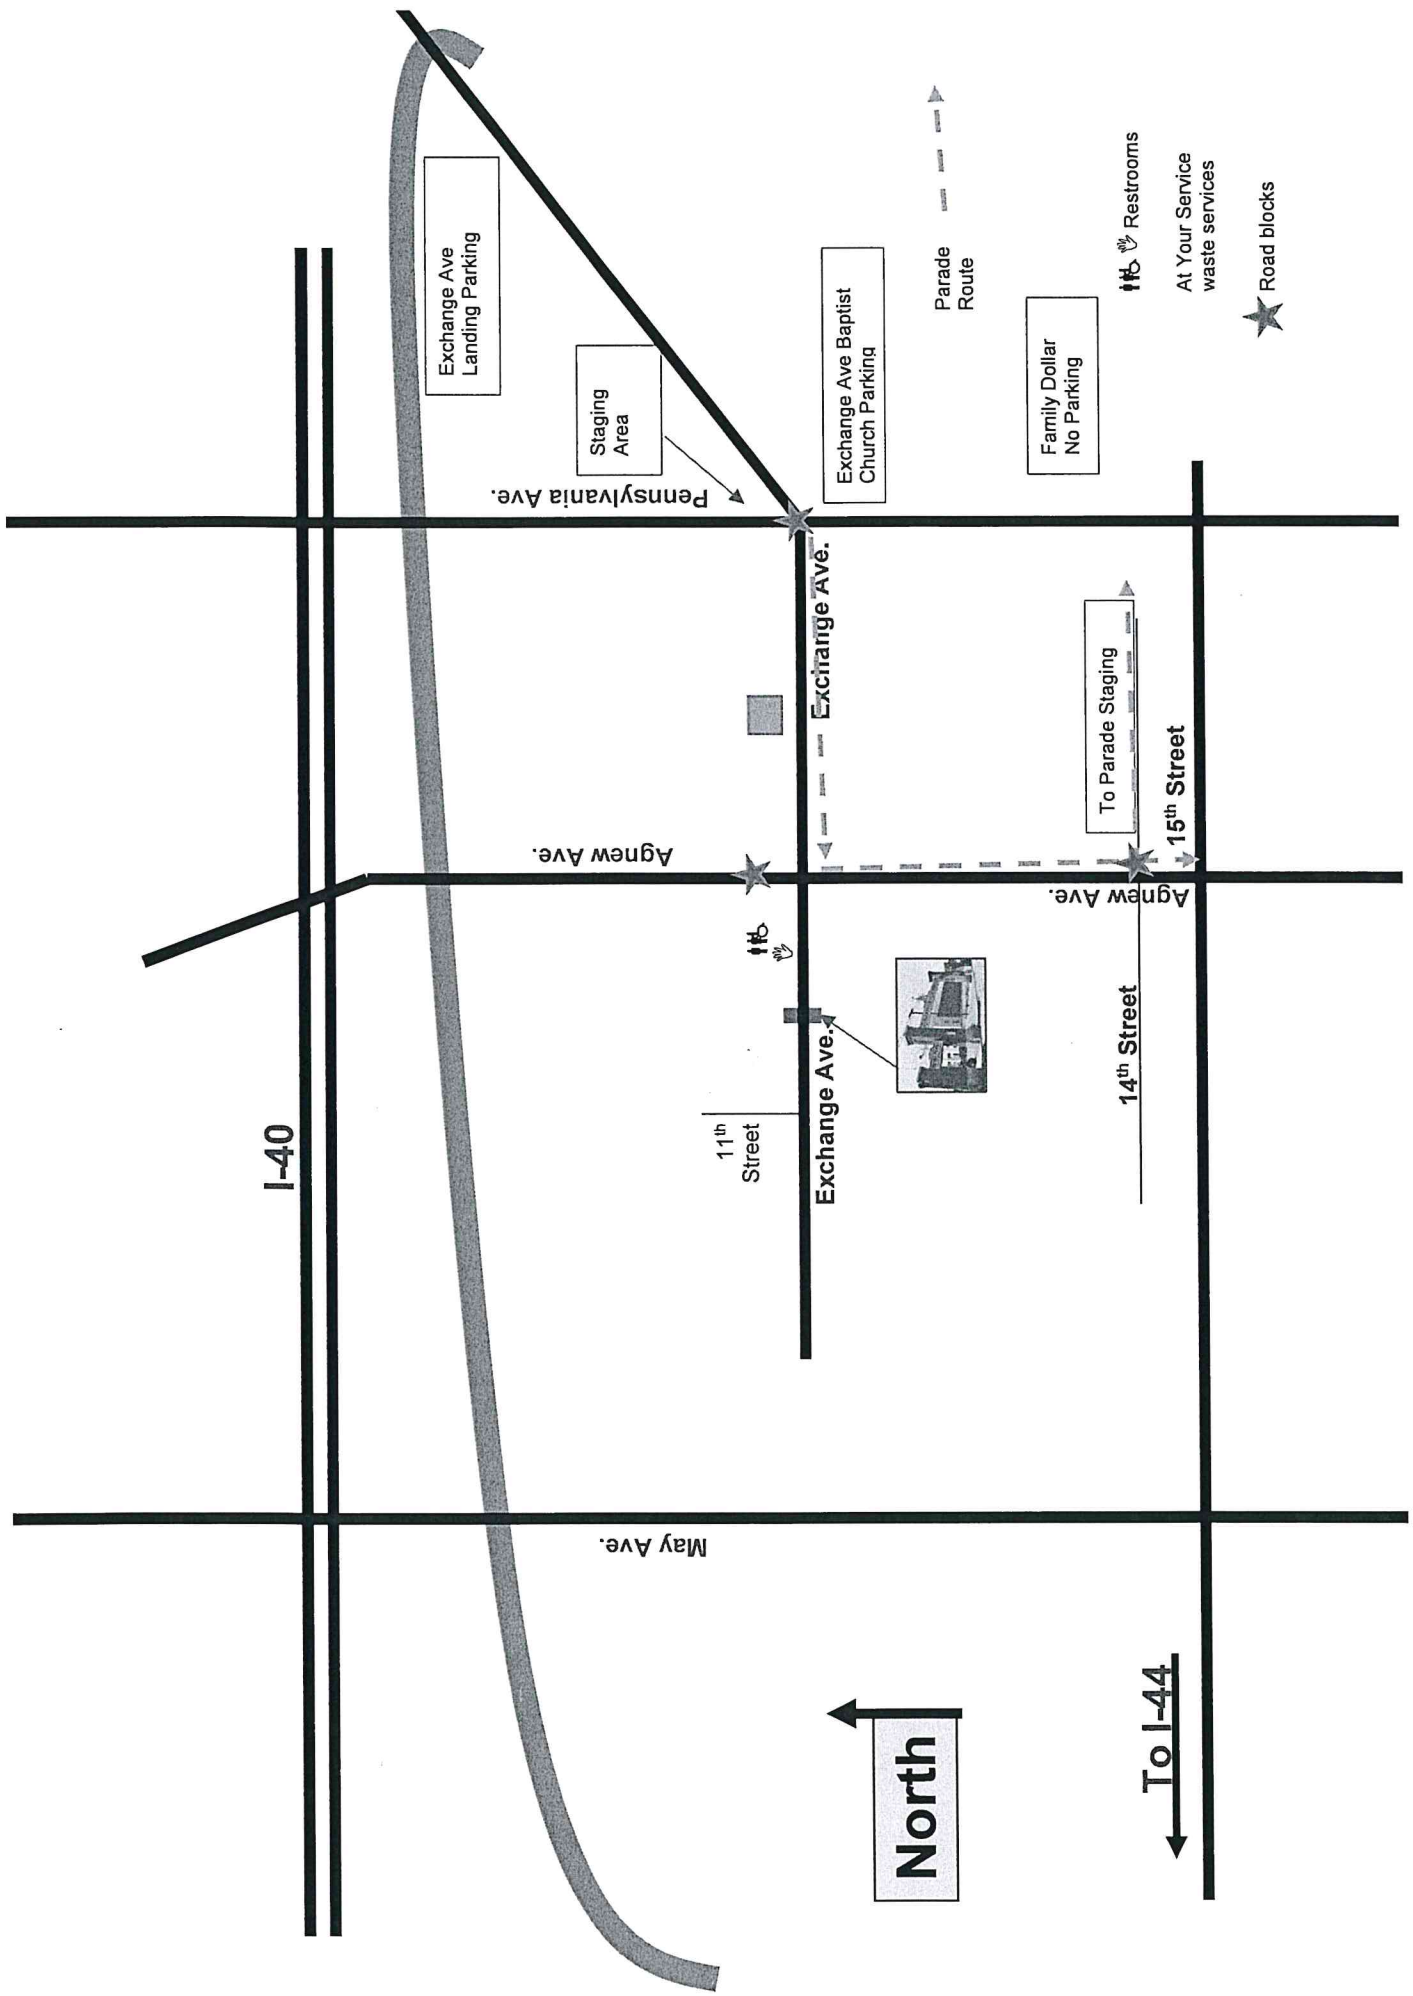 I-40
Exchange Ave
Landing Parking
Staging
Area
Pennsylvania Ave.
Agnew Ave.
May Ave.
11th
Street
Exchange Ave.
Exchange Ave.
Exchange Ave Baptist
Church Parking
Parade
Route
Family Dollar
No Parking
Restrooms
At Your Service
waste services
Road blocks
To Parade Staging
Agnew Ave.
14th Street
15th Street
North
To I-44